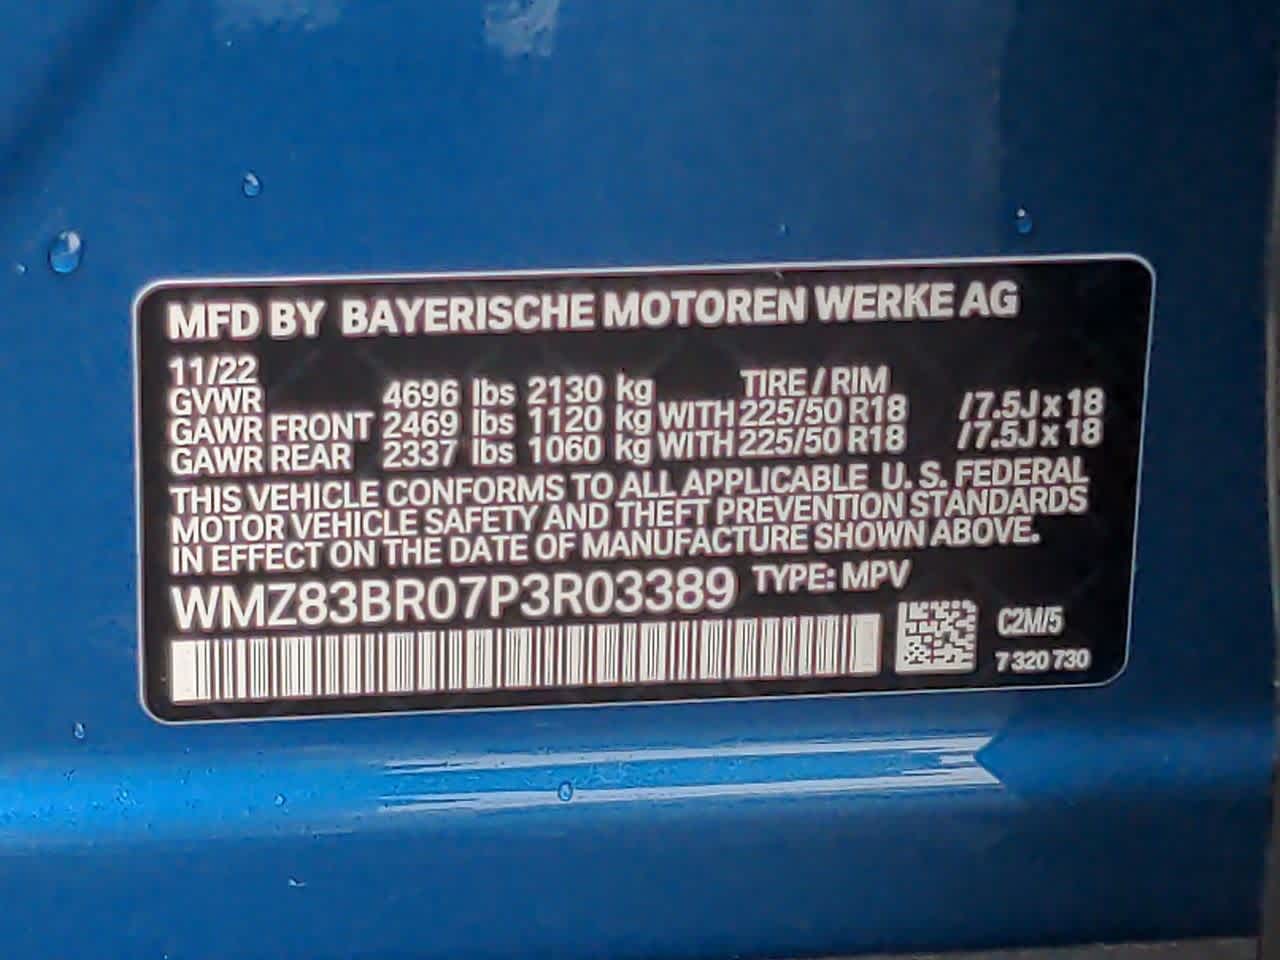 MFD BY BAYERISCHE MOTOREN WERKE AG
11/22
TIRE / RIM
GVWR 4696 lbs 2130 kg
GAWR FRONT 2469 lbs 1120 kg WITH 225/50 R18 / 7.5J x 18
GAWR REAR 2337 lbs 1060 kg WITH 225/50 R18 / 7.5J x 18
THIS VEHICLE CONFORMS TO ALL APPLICABLE U. S. FEDERAL
MOTOR VEHICLE SAFETY AND THEFT PREVENTION STANDARDS
IN EFFECT ON THE DATE OF MANUFACTURE SHOWN ABOVE.
WMZ83BR07P3R03389 TYPE: MPV
C2M/5
7 320 730